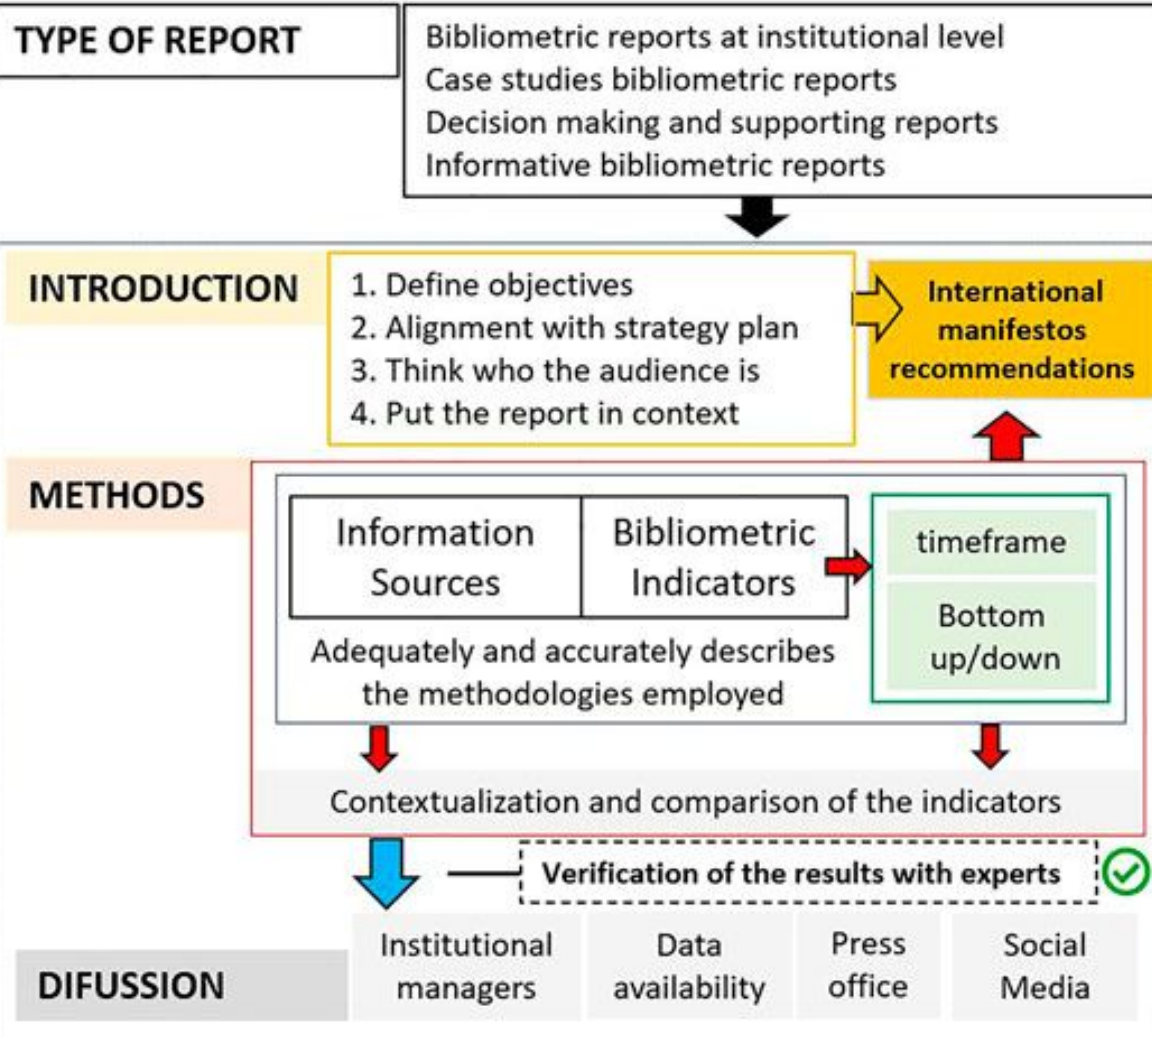 TYPE OF REPORT
Bibliometric reports at institutional level
Case studies bibliometric reports
Decision making and supporting reports
Informative bibliometric reports
INTRODUCTION
1. Define objectives
2. Alignment with strategy plan
3. Think who the audience is
4. Put the report in context
International
manifestos
recommendations
METHODS
Information
Sources
Bibliometric
Indicators
timeframe
Bottom
up/down
Adequately and accurately describes
the methodologies employed
Contextualization and comparison of the indicators
Verification of the results with experts
DIFUSSION
Institutional
managers
Data
availability
Press
office
Social
Media